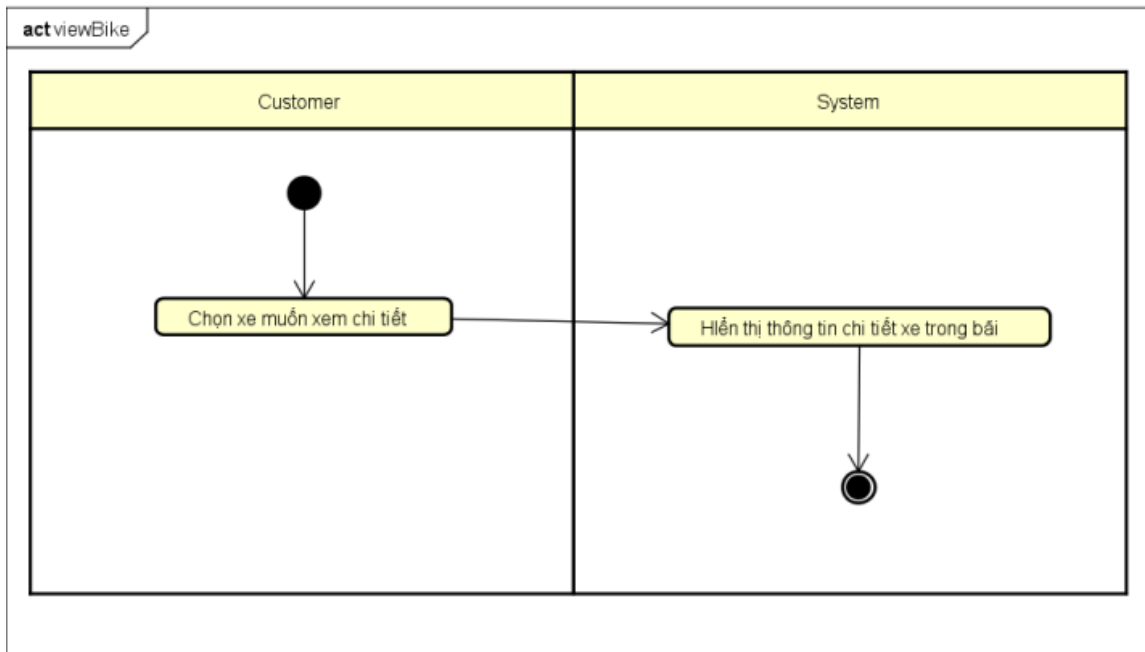 act viewBike
Customer
System
Chọn xe muốn xem chi tiết
HIển thị thông tin chi tiết xe trong bãi